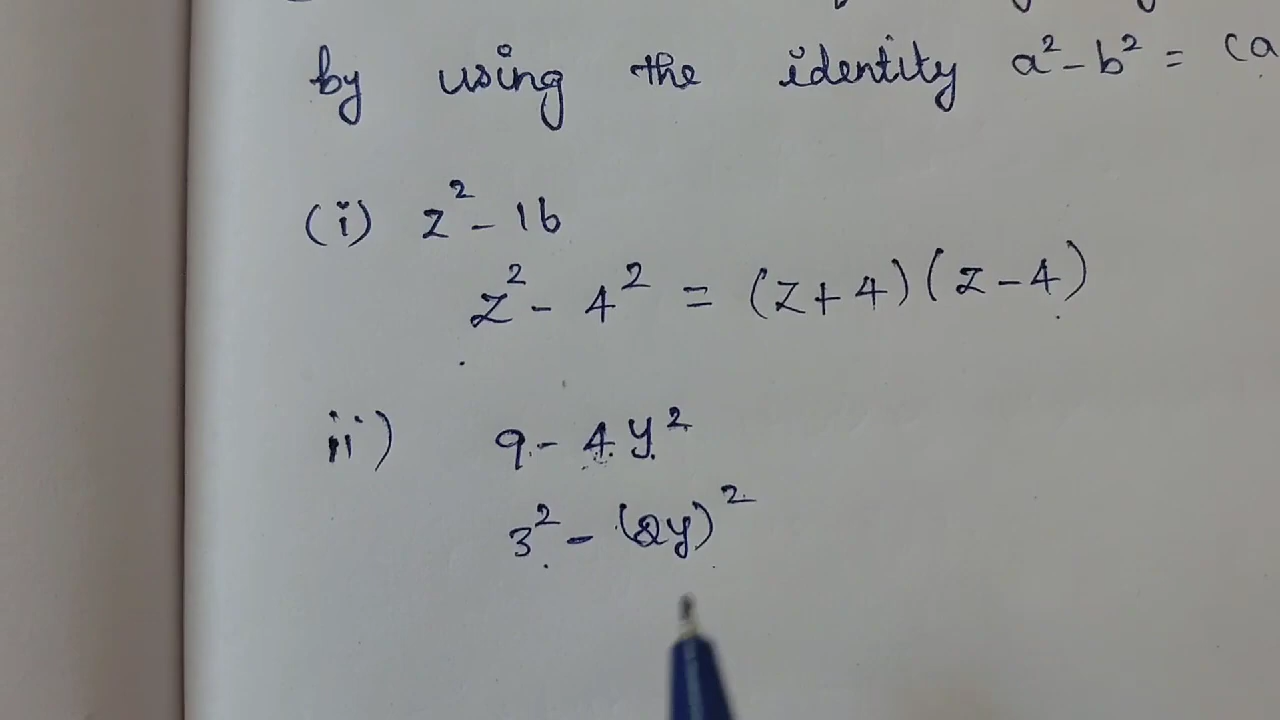 by using the identity a² - b² = (a
(i) z² - 16
z² - 4² = (z+4)(z-4)
ii) 9 - 4y²
3² - (2y)²